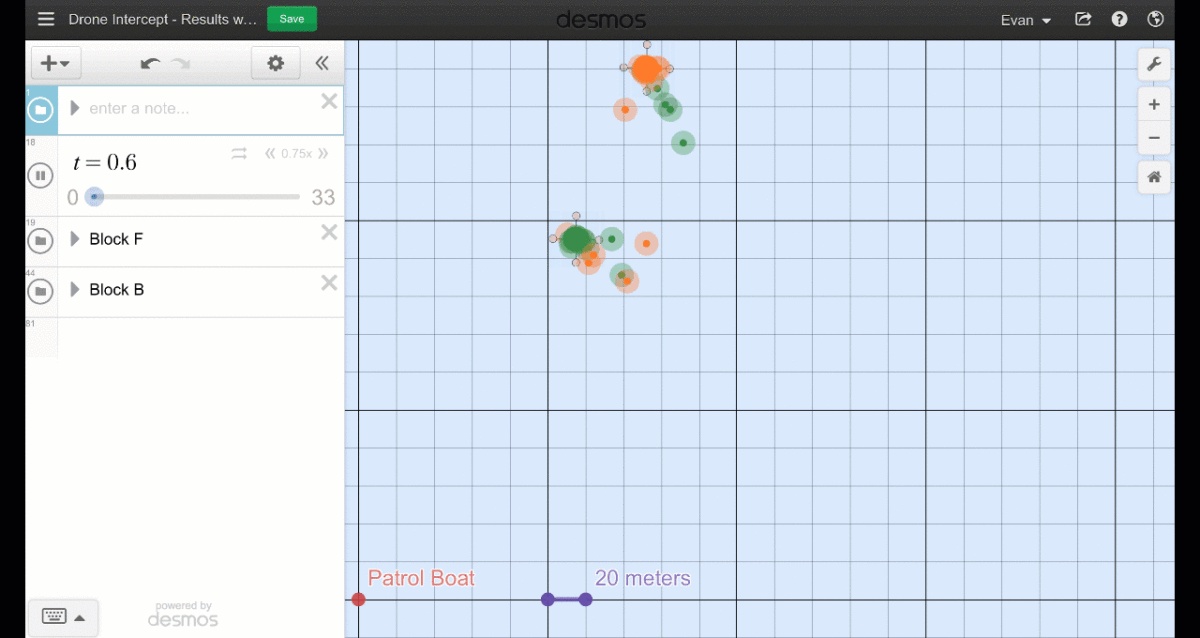 Drone Intercept - Results w...
Save
desmos
Evan
enter a note...
18
t = 0.6
0.75x
0
33
19
Block F
44
Block B
81
Patrol Boat
20 meters
powered by
desmos